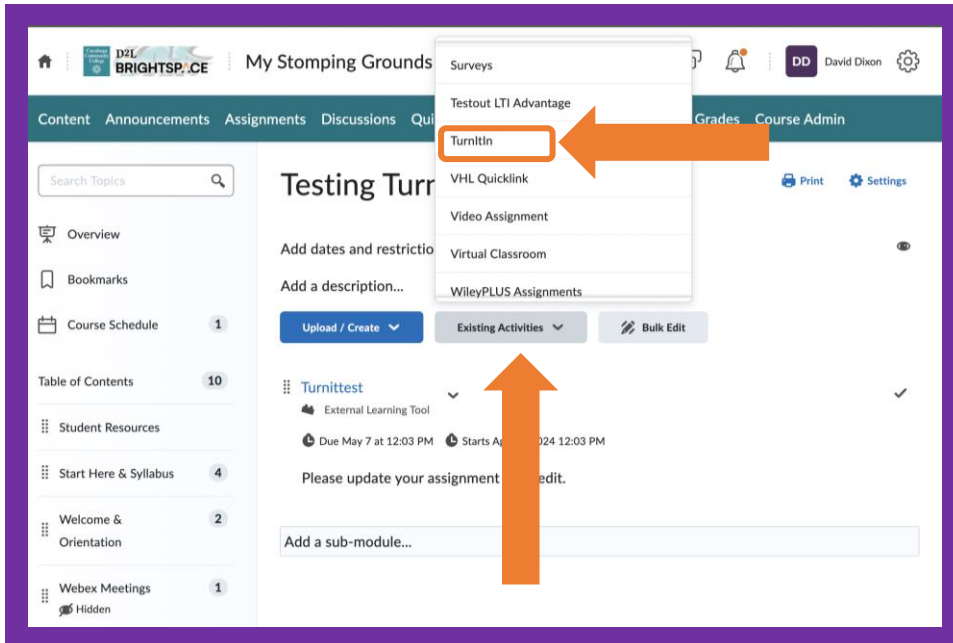 D2L
BRIGHTSPACE
My Stomping Grounds
DD
David Dixon
Surveys
Testout LTI Advantage
TurnItIn
VHL Quicklink
Video Assignment
Virtual Classroom
WileyPLUS Assignments
Content Announcements Assignments Discussions Qui Grades Course Admin
Search Topics
Overview
Bookmarks
Course Schedule 1
Table of Contents 10
Student Resources
Start Here & Syllabus 4
Welcome & 2
Orientation
Webex Meetings 1
Hidden
Testing Turn
Print Settings
Add dates and restrictio
Add a description...
Upload / Create Existing Activities Bulk Edit
Turnittest
External Learning Tool
Due May 7 at 12:03 PM Starts Ap 024 12:03 PM
Please update your assignment edit.
Add a sub-module...